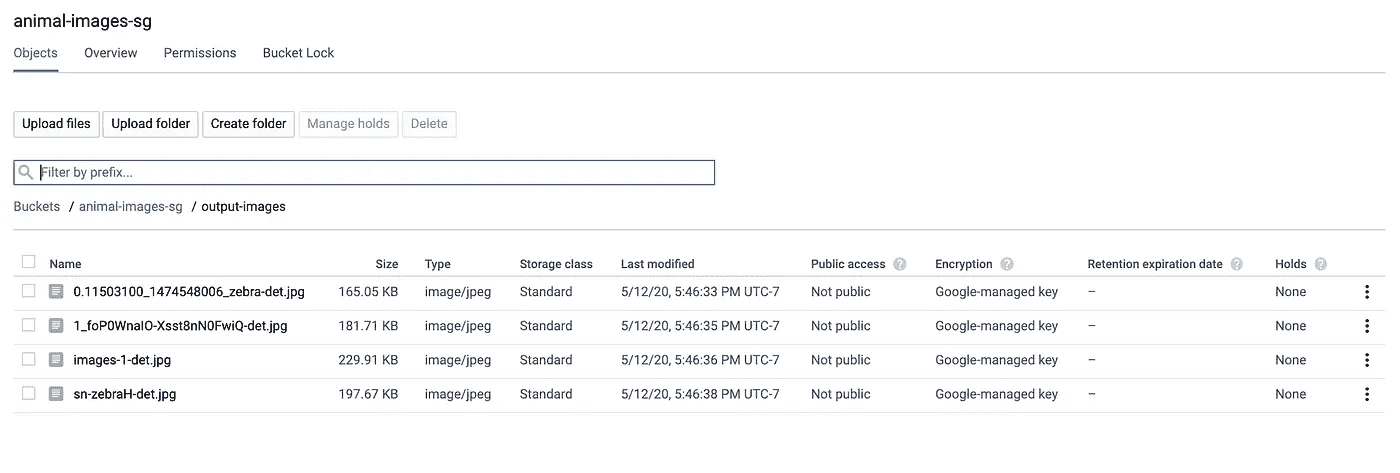 animal-images-sg
Objects Overview Permissions Bucket Lock
Upload files Upload folder Create folder Manage holds Delete
Filter by prefix...
Buckets / animal-images-sg / output-images
Name Size Type Storage class Last modified Public access ? Encryption ? Retention expiration date ? Holds ?
0.11503100_1474548006_zebra-det.jpg 165.05 KB image/jpeg Standard 5/12/20, 5:46:33 PM UTC-7 Not public Google-managed key – None
1_foP0WnaIO-Xsst8nN0FwiQ-det.jpg 181.71 KB image/jpeg Standard 5/12/20, 5:46:35 PM UTC-7 Not public Google-managed key – None
images-1-det.jpg 229.91 KB image/jpeg Standard 5/12/20, 5:46:36 PM UTC-7 Not public Google-managed key – None
sn-zebraH-det.jpg 197.67 KB image/jpeg Standard 5/12/20, 5:46:38 PM UTC-7 Not public Google-managed key – None